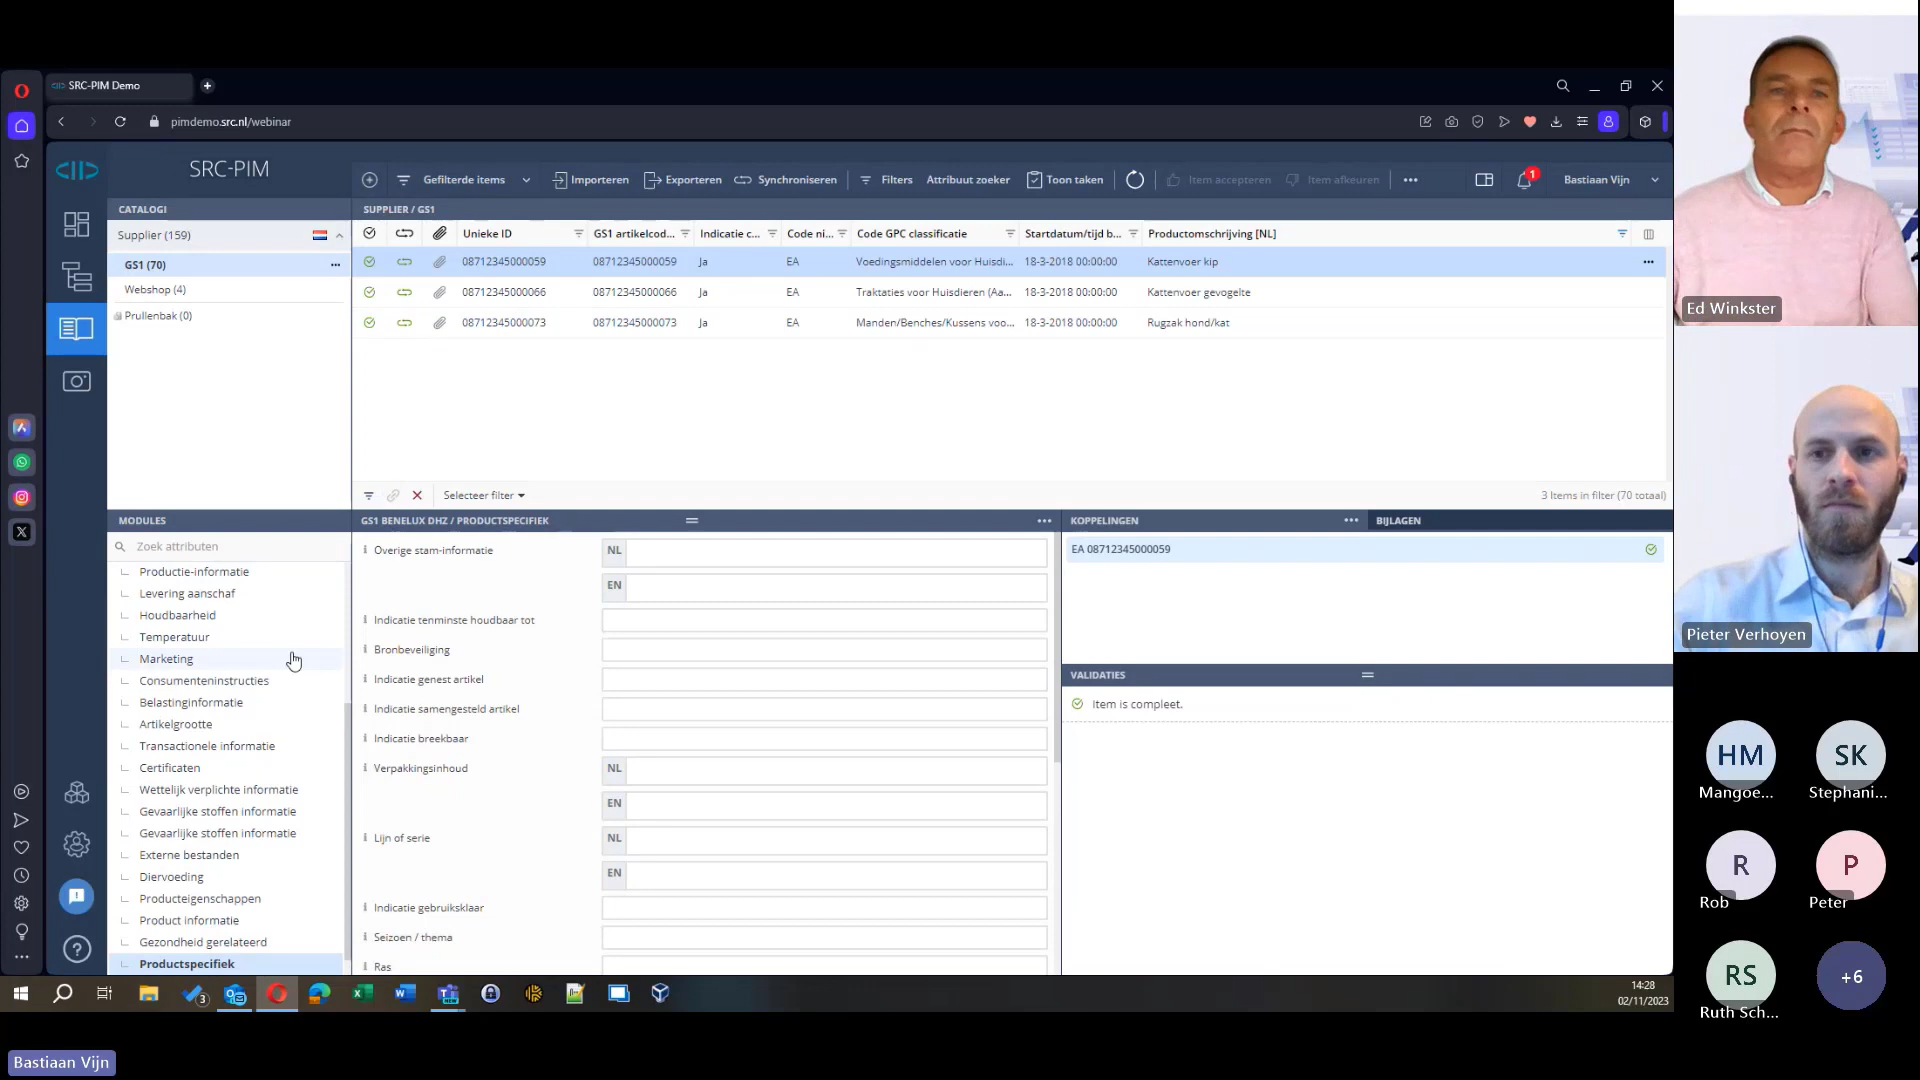 SRC-PIM Demo
pimdemo.src.nl/webinar
SRC-PIM
Gefilterde items
Importeren
Exporteren
Synchroniseren
Filters
Attribuut zoeker
Toon taken
Item accepteren
Item afkeuren
1
Bastiaan Vijn
CATALOGI
Supplier (159)
GS1 (70)
Webshop (4)
Prullenbak (0)
SUPPLIER / GS1
Unieke ID GS1 artikelcod... Indicatie c... Code ni... Code GPC classificatie Startdatum/tijd b... Productomschrijving [NL]
08712345000059 08712345000059 Ja EA Voedingsmiddelen voor Huisdi... 18-3-2018 00:00:00 Kattenvoer kip
08712345000066 08712345000066 Ja EA Traktaties voor Huisdieren (Aa... 18-3-2018 00:00:00 Kattenvoer gevogelte
08712345000073 08712345000073 Ja EA Manden/Benches/Kussens voo... 18-3-2018 00:00:00 Rugzak hond/kat
Selecteer filter
3 Items in filter (70 totaal)
MODULES
Zoek attributen
Productie-informatie
Levering aanschaf
Houdbaarheid
Temperatuur
Marketing
Consumenteninstructies
Belastinginformatie
Artikelgrootte
Transactionele informatie
Certificaten
Wettelijk verplichte informatie
Gevaarlijke stoffen informatie
Gevaarlijke stoffen informatie
Externe bestanden
Diervoeding
Producteigenschappen
Product informatie
Gezondheid gerelateerd
Productspecifiek
GS1 BENELUX DHZ / PRODUCTSPECIFIEK
Overige stam-informatie NL
EN
Indicatie tenminste houdbaar tot
Bronbeveiliging
Indicatie genest artikel
Indicatie samengesteld artikel
Indicatie breekbaar
Verpakkingsinhoud NL
EN
Lijn of serie NL
EN
Indicatie gebruiksklaar
Seizoen / thema
Ras
KOPPELINGEN
BIJLAGEN
EA 08712345000059
VALIDATIES
Item is compleet.
3
14:28
02/11/2023
Ed Winkster
Pieter Verhoyen
HM
Mangoe...
SK
Stephani...
R
Rob
P
Peter
RS
Ruth Sch...
+6
Bastiaan Vijn